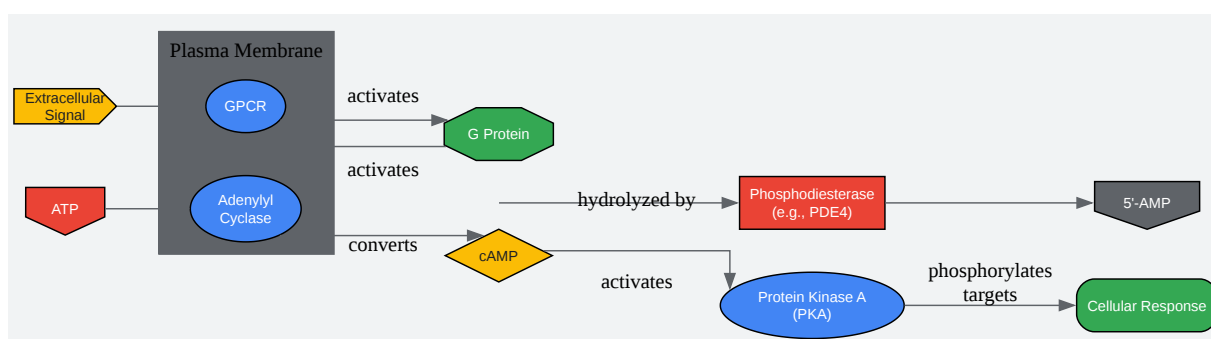 Plasma Membrane
Extracellular
Signal
GPCR
activates
G Protein
activates
ATP
Adenylyl
Cyclase
converts
cAMP
hydrolyzed by
Phosphodiesterase
(e.g., PDE4)
5'-AMP
activates
Protein Kinase A
(PKA)
phosphorylates
targets
Cellular Response